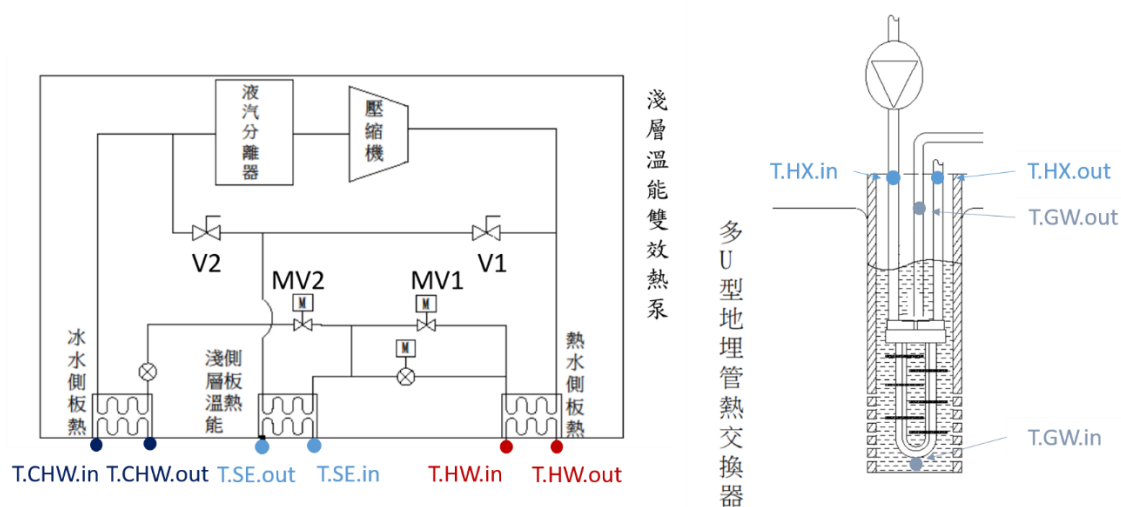 液汽分離器
壓縮機
V2
V1
MV2
MV1
M
M
M
冰水側板熱
淺層溫能
側板熱
熱水側板熱
T.CHW.in
T.CHW.out
T.SE.out
T.SE.in
T.HW.in
T.HW.out
淺層溫能雙效熱泵
T.HX.in
T.HX.out
T.GW.out
T.GW.in
多U型地埋管熱交換器